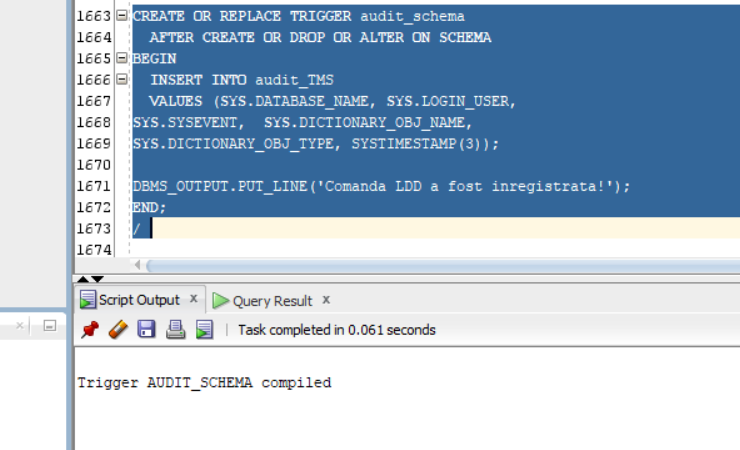 1663 CREATE OR REPLACE TRIGGER audit_schema
1664 AFTER CREATE OR DROP OR ALTER ON SCHEMA
1665 BEGIN
1666 INSERT INTO audit_TMS
1667 VALUES (SYS.DATABASE_NAME, SYS.LOGIN_USER,
1668 SYS.SYSEVENT, SYS.DICTIONARY_OBJ_NAME,
1669 SYS.DICTIONARY_OBJ_TYPE, SYSTIMESTAMP(3));
1670
1671 DBMS_OUTPUT.PUT_LINE('Comanda LDD a fost inregistrata!');
1672 END;
1673 /
1674
Script Output x Query Result x
Task completed in 0.061 seconds
Trigger AUDIT_SCHEMA compiled